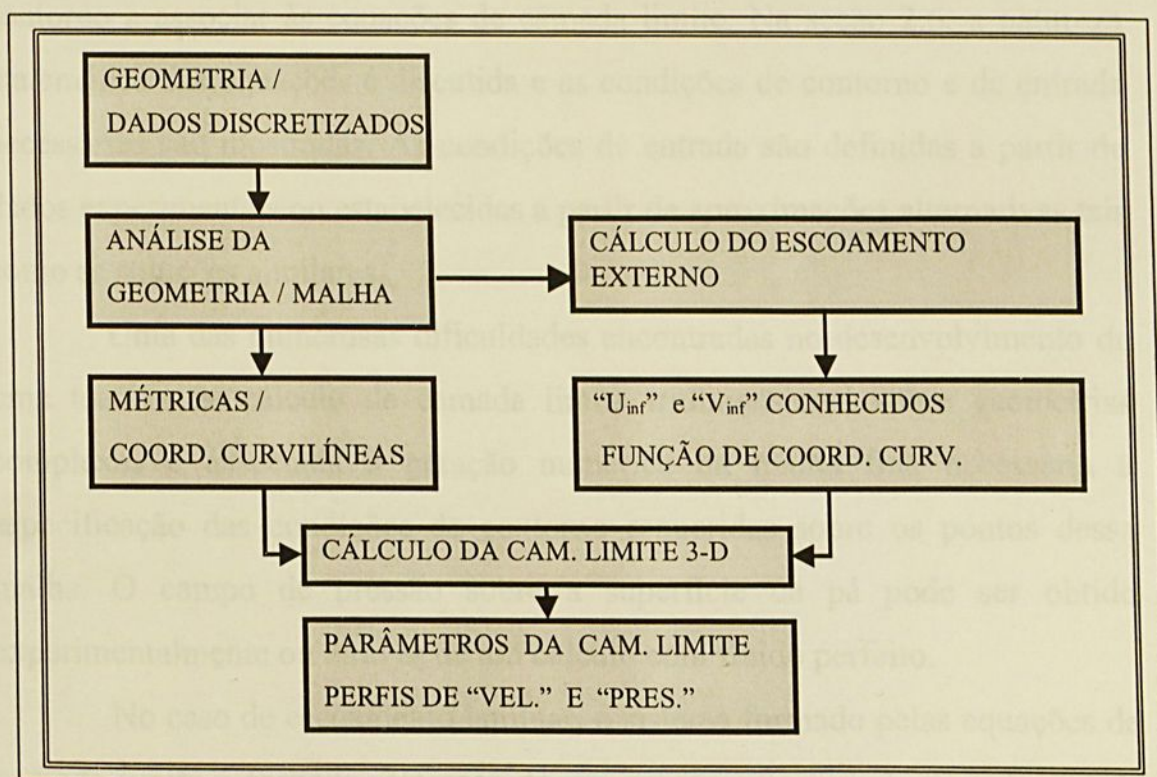 GEOMETRIA /
DADOS DISCRETIZADOS
ANÁLISE DA
GEOMETRIA / MALHA
CÁLCULO DO ESCOAMENTO
EXTERNO
MÉTRICAS /
COORD. CURVILÍNEAS
“Uinf” e “Vinf” CONHECIDOS
FUNÇÃO DE COORD. CURV.
CÁLCULO DA CAM. LIMITE 3-D
PARÂMETROS DA CAM. LIMITE
PERFIS DE “VEL.” E “PRES.”